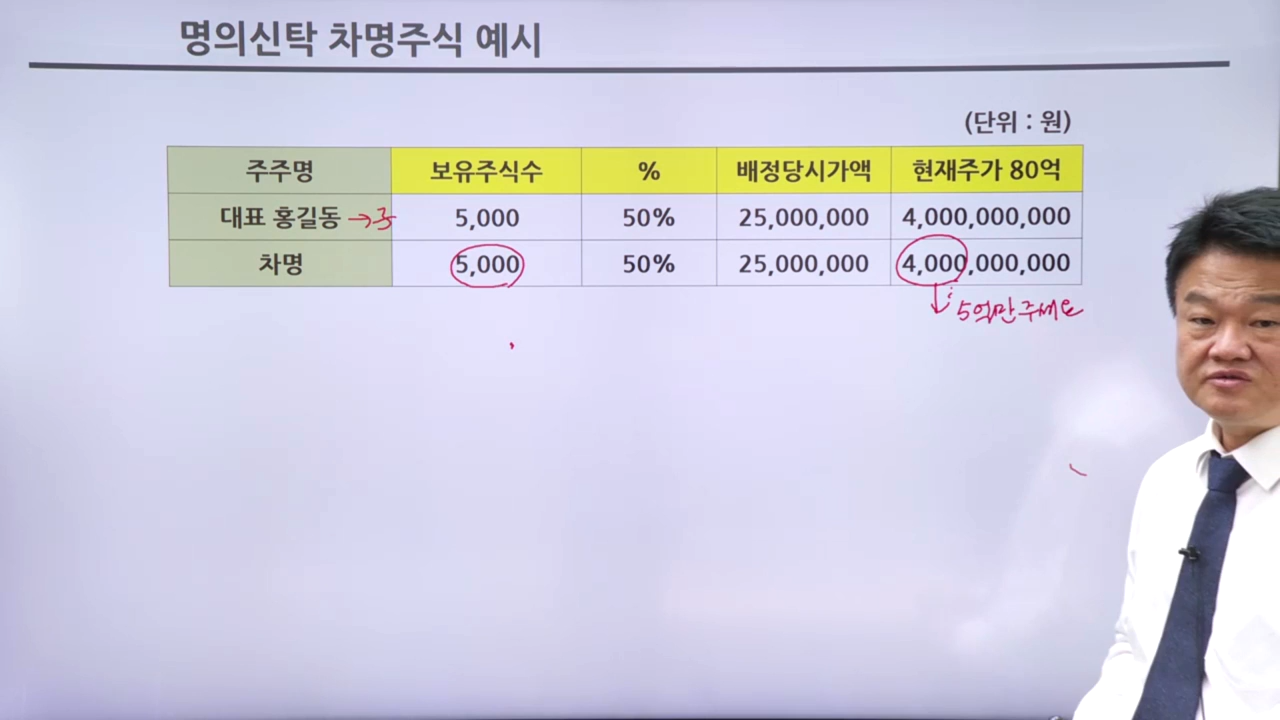 명의신탁 차명주식 예시
(단위 : 원)
주주명 보유주식수 % 배정당시가액 현재주가 80억
대표 홍길동 → 子 5,000 50% 25,000,000 4,000,000,000
차명 5,000 50% 25,000,000 4,000,000,000
5억만 주세요